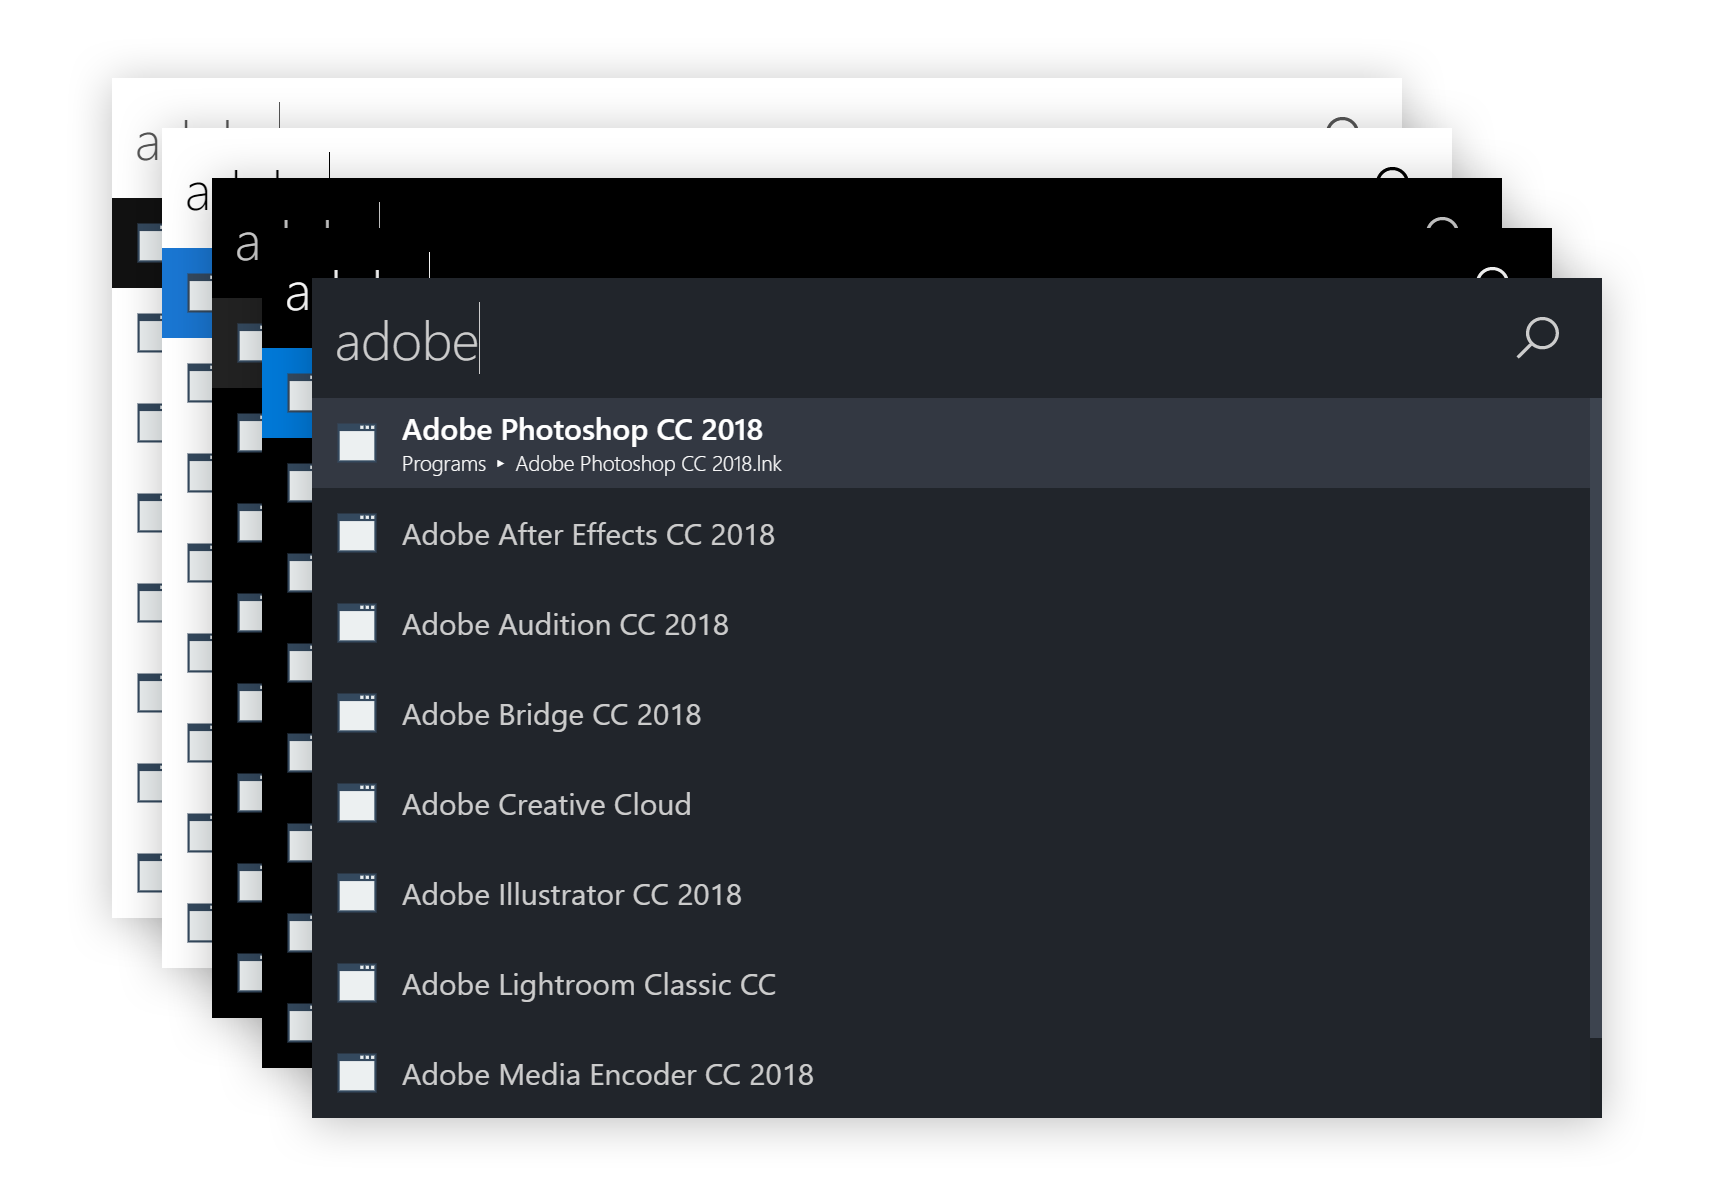 adobe
Adobe Photoshop CC 2018
Programs ‣ Adobe Photoshop CC 2018.lnk
Adobe After Effects CC 2018
Adobe Audition CC 2018
Adobe Bridge CC 2018
Adobe Creative Cloud
Adobe Illustrator CC 2018
Adobe Lightroom Classic CC
Adobe Media Encoder CC 2018